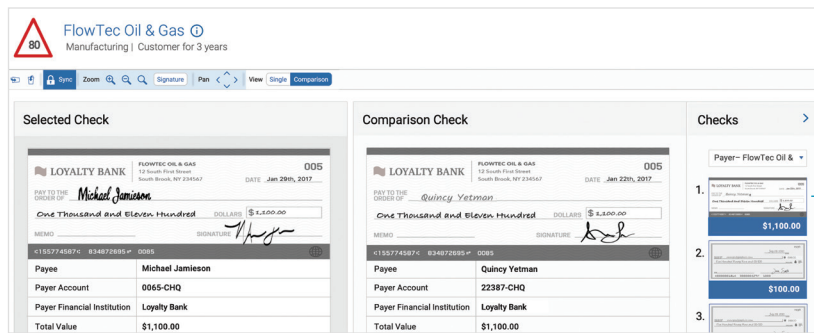 FlowTec Oil & Gas
80
Manufacturing | Customer for 3 years
Sync Zoom Signature Pan View Single Comparison
Selected Check
LOYALTY BANK
FLOWTEC OIL & GAS
12 South First Street
South Brook, NY 234567
005
DATE Jan 29th, 2017
PAY TO THE
ORDER OF Michael Jamieson
One Thousand and Eleven Hundred DOLLARS $ 1,100.00
MEMO SIGNATURE
<155774587< 834872695 0085
Payee Michael Jamieson
Payer Account 0065-CHQ
Payer Financial Institution Loyalty Bank
Total Value $1,100.00
Comparison Check
LOYALTY BANK
FLOWTEC OIL & GAS
12 South First Street
South Brook, NY 234567
005
DATE Jan 22th, 2017
PAY TO THE
ORDER OF Quincy Yetman
One Thousand and Eleven Hundred DOLLARS $ 1,100.00
MEMO SIGNATURE
<155774587< 834872695 0085
Payee Quincy Yetman
Payer Account 22387-CHQ
Payer Financial Institution Loyalty Bank
Total Value $1,100.00
Checks
Payer– FlowTec Oil &
1.
$1,100.00
2.
$100.00
3.